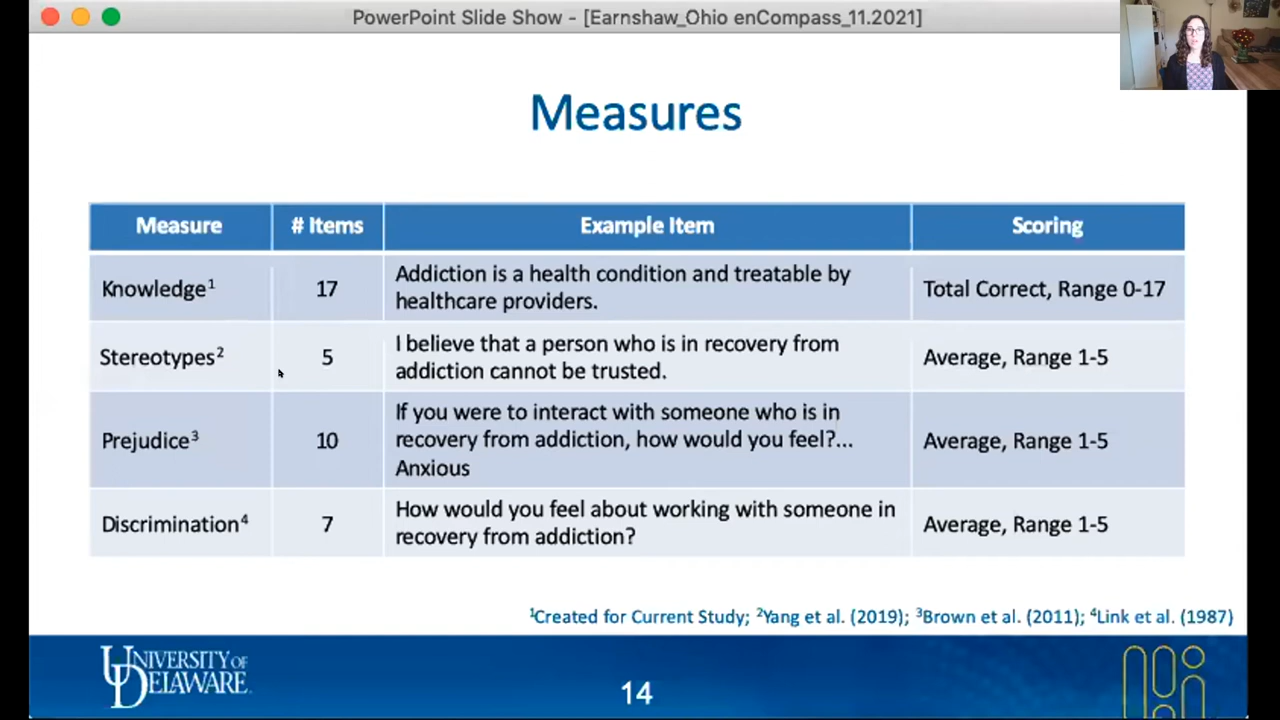 PowerPoint Slide Show - [Earnshaw_Ohio enCompass_11.2021]
Measures
Measure # Items Example Item Scoring
Knowledge¹ 17 Addiction is a health condition and treatable by
healthcare providers. Total Correct, Range 0-17
Stereotypes² 5 I believe that a person who is in recovery from
addiction cannot be trusted. Average, Range 1-5
Prejudice³ 10 If you were to interact with someone who is in
recovery from addiction, how would you feel?...
Anxious Average, Range 1-5
Discrimination⁴ 7 How would you feel about working with someone in
recovery from addiction? Average, Range 1-5
¹Created for Current Study; ²Yang et al. (2019); ³Brown et al. (2011); ⁴Link et al. (1987)
UNIVERSITY OF
DELAWARE
14